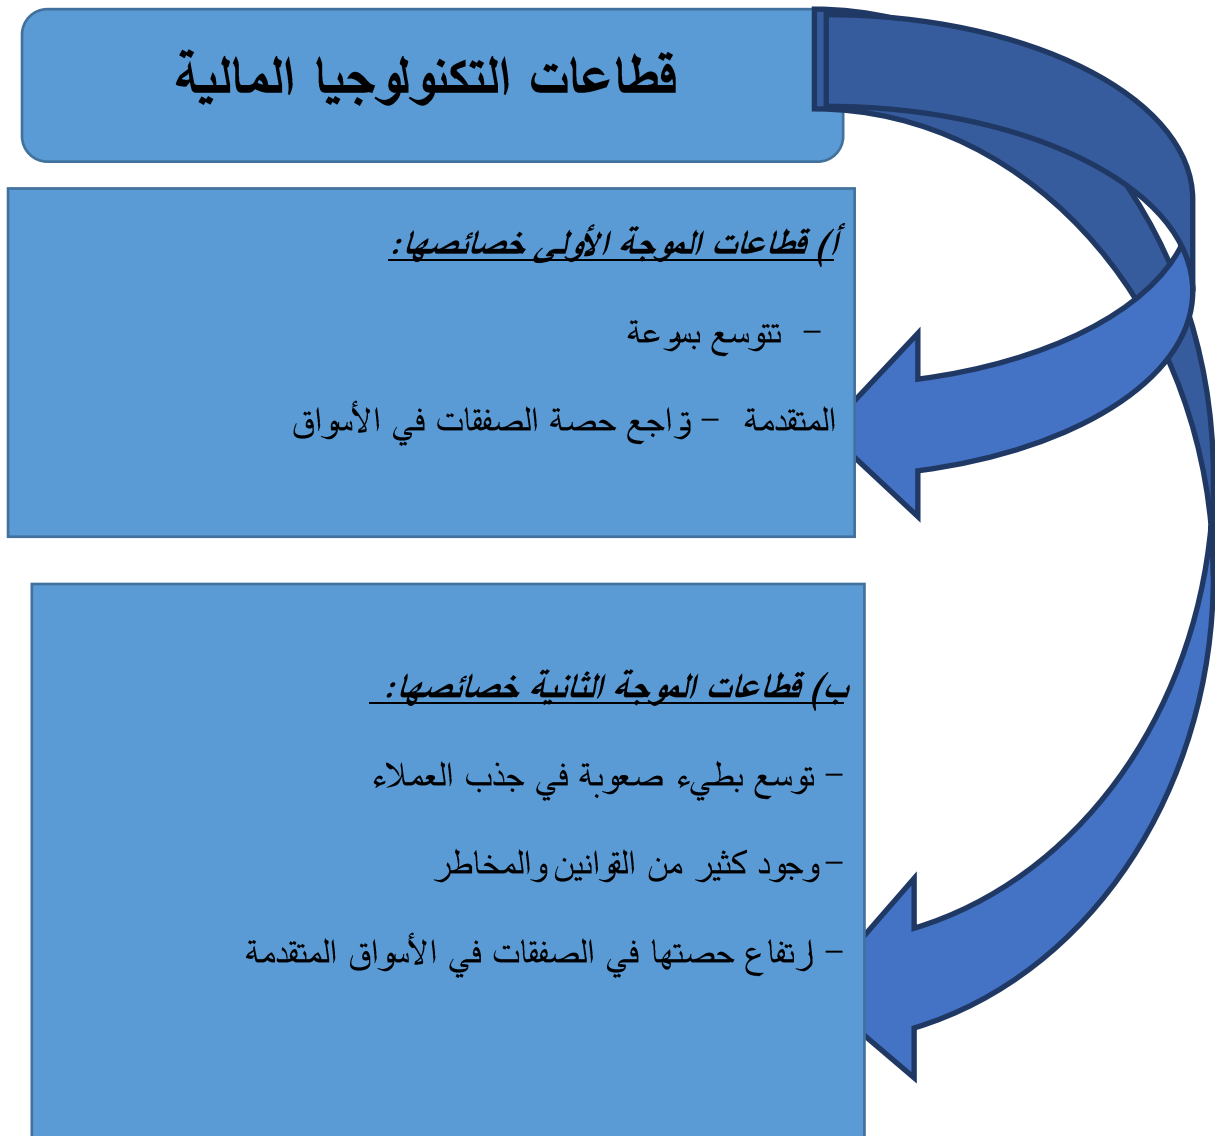 قطاعات التكنولوجيا المالية
أ) قطاعات الموجة الأولى خصائصها:
- تتوسع بسرعة
المتقدمة - تراجع حصة الصفقات في الأسواق
ب) قطاعات الموجة الثانية خصائصها:
- توسع بطيء صعوبة في جذب العملاء
- وجود كثير من القوانين والمخاطر
- ارتفاع حصتها في الصفقات في الأسواق المتقدمة